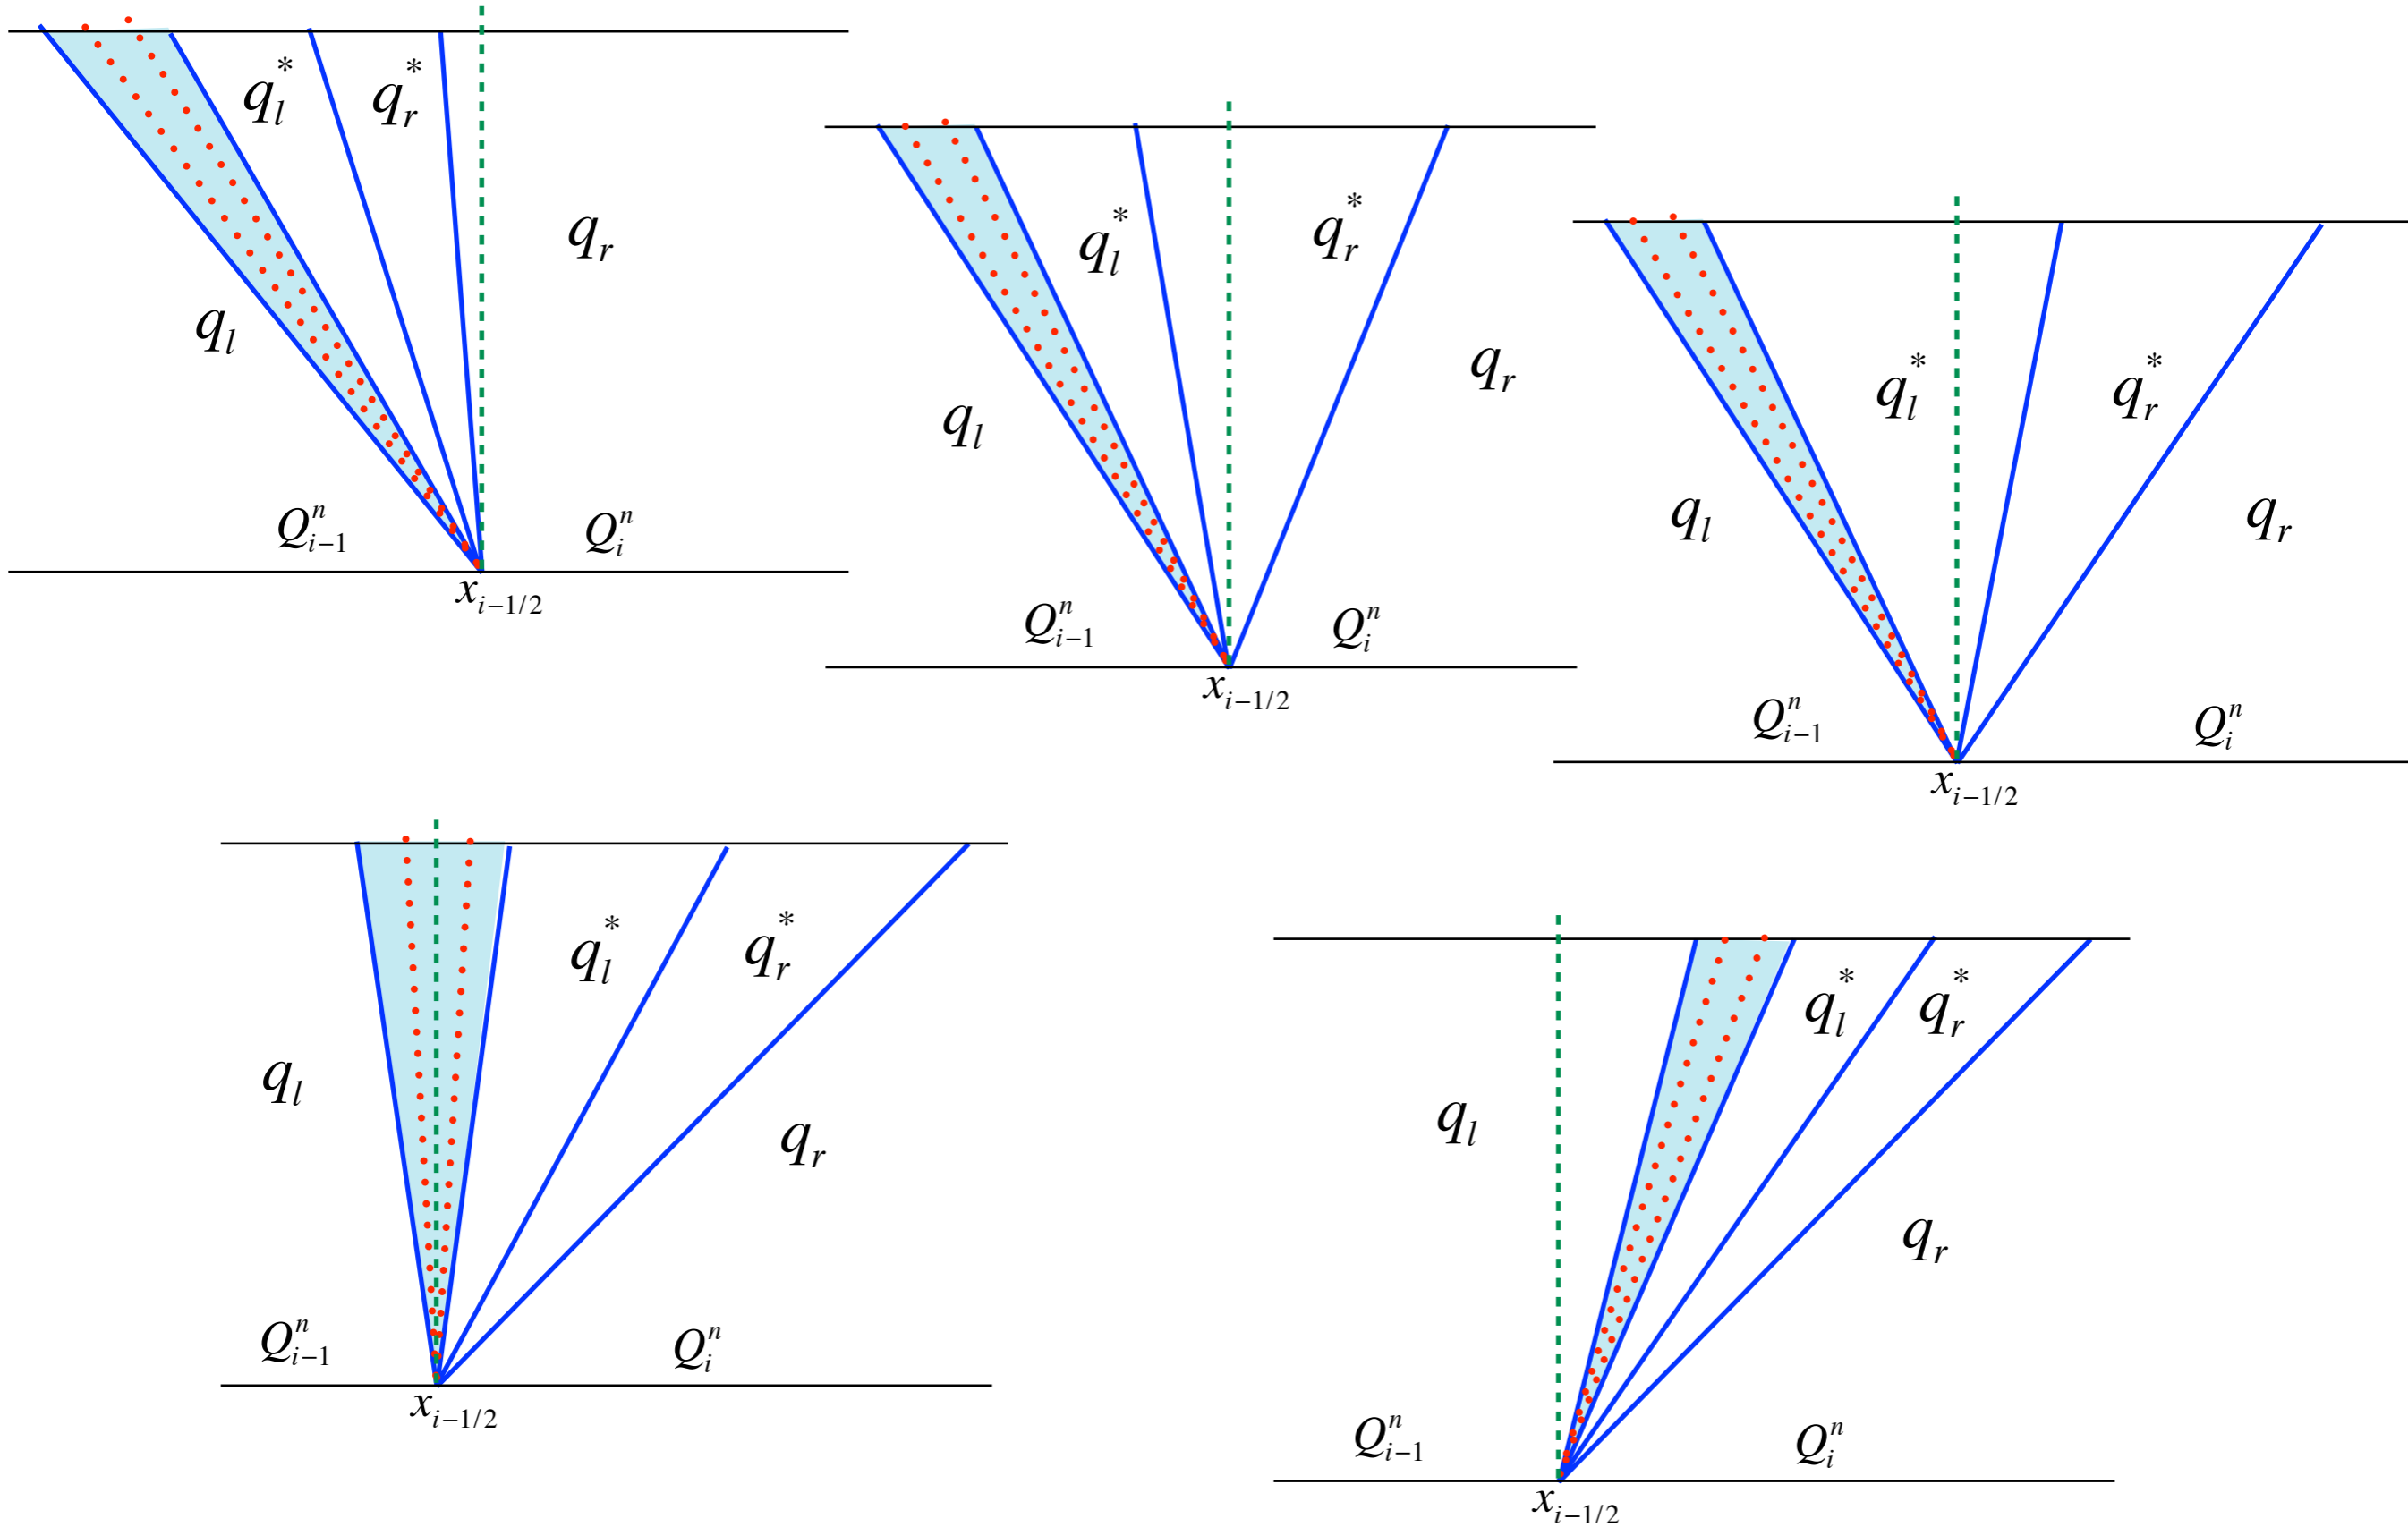 q_l^* q_r^*
q_r
q_l
Q_{i-1}^n Q_i^n
x_{i-1/2}
q_l^* q_r^*
q_r
q_l
Q_{i-1}^n Q_i^n
x_{i-1/2}
q_l^* q_r^*
q_l q_r
Q_{i-1}^n Q_i^n
x_{i-1/2}
q_l^* q_r^*
q_l
q_r
Q_{i-1}^n Q_i^n
x_{i-1/2}
q_l^* q_r^*
q_l
q_r
Q_{i-1}^n Q_i^n
x_{i-1/2}